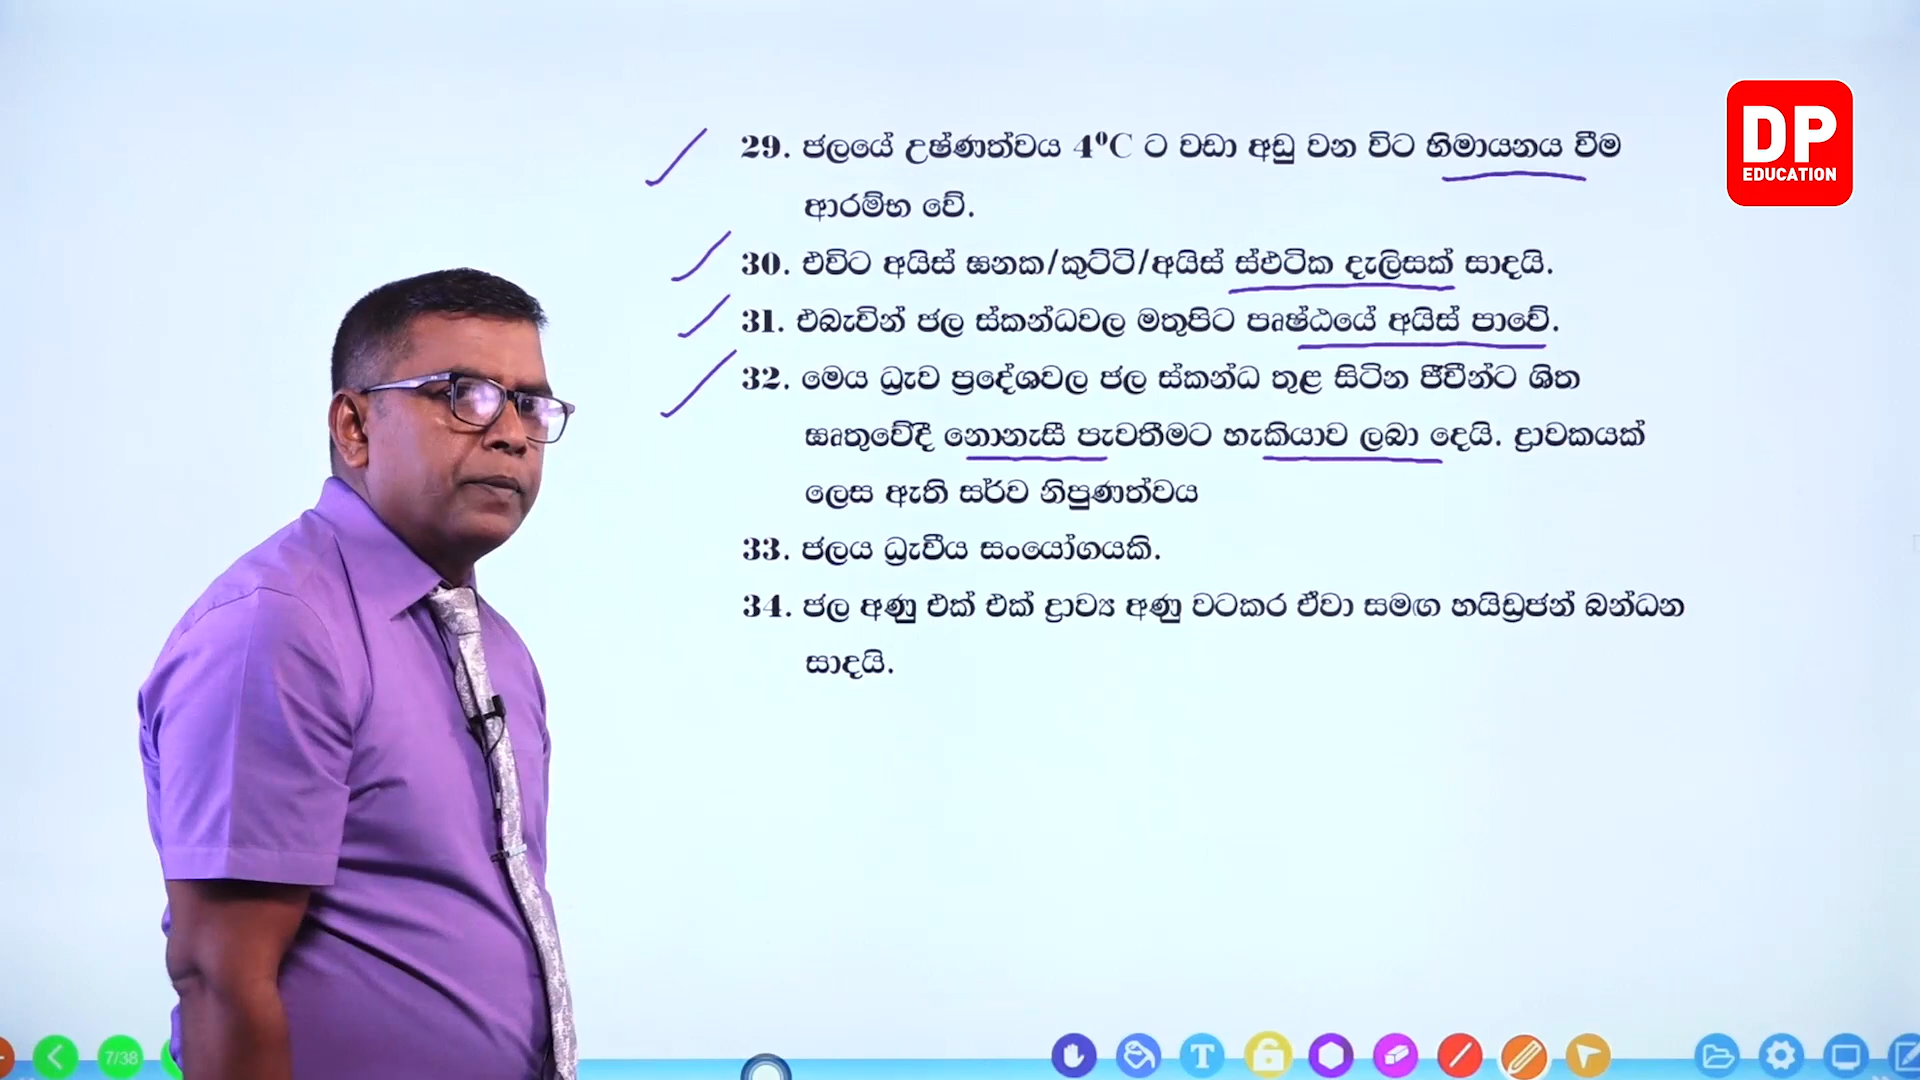 DP
EDUCATION
29. ජලයේ උෂ්ණත්වය 4⁰C ට වඩා අඩු වන විට හිමායනය වීම
ආරම්භ වේ.
30. එවිට අයිස් ඝනක/කුට්ටි/අයිස් ස්ඵටික දැලිසක් සාදයි.
31. එබැවින් ජල ස්කන්ධවල මතුපිට පෘෂ්ඨයේ අයිස් පාවේ.
32. මෙය ධ්‍රැව ප්‍රදේශවල ජල ස්කන්ධ තුළ සිටින ජීවීන්ට ශිත
ඍතුවේදී නොනැසී පැවතීමට හැකියාව ලබා දෙයි. ද්‍රාවකයක්
ලෙස ඇති සර්ව නිපුණත්වය
33. ජලය ධ්‍රැවීය සංයෝගයකි.
34. ජල අණු එක් එක් ද්‍රාව්‍ය අණු වටකර ඒවා සමඟ හයිඩ්‍රජන් බන්ධන
සාදයි.
7/38
T